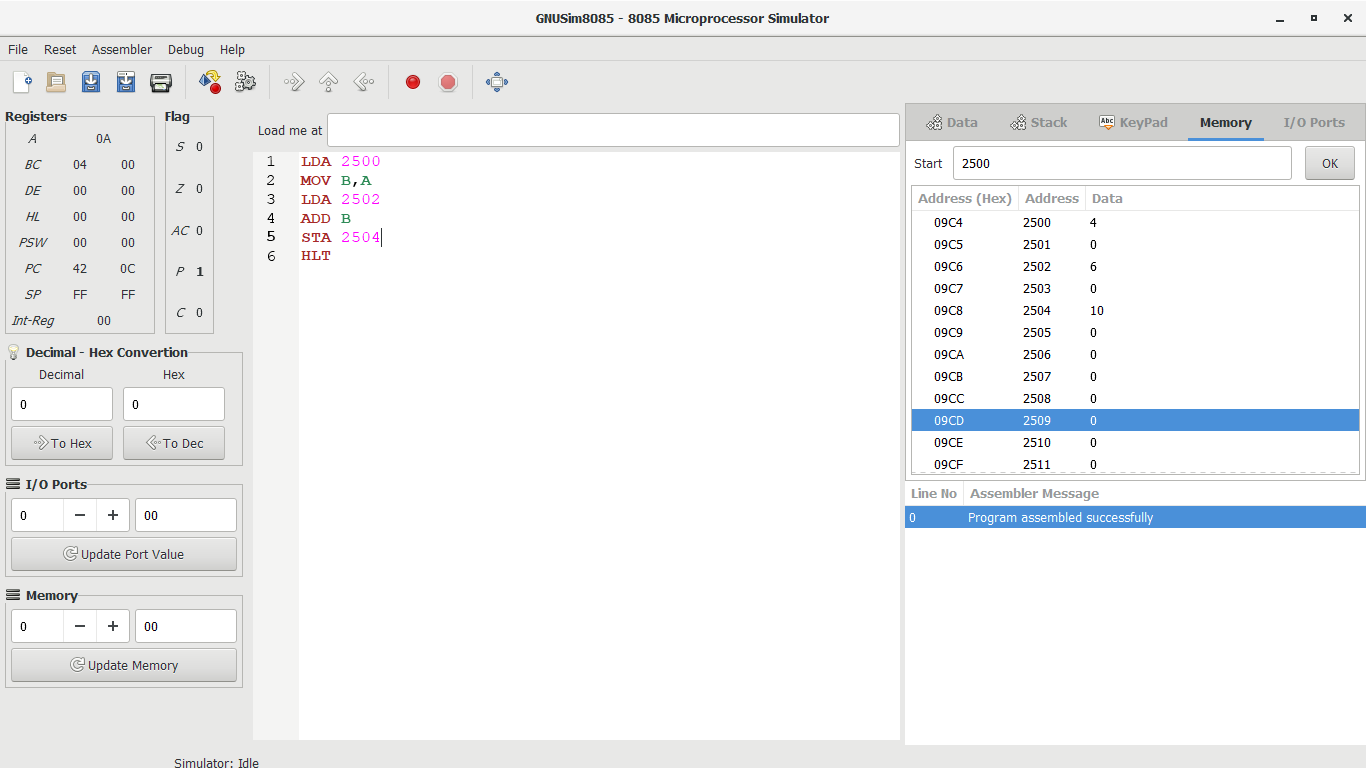 GNUSim8085 - 8085 Microprocessor Simulator
File Reset Assembler Debug Help
Registers
A 0A
BC 04 00
DE 00 00
HL 00 00
PSW 00 00
PC 42 0C
SP FF FF
Int-Reg 00
Flag
S 0
Z 0
AC 0
P 1
C 0
Decimal - Hex Convertion
Decimal Hex
0 0
To Hex To Dec
I/O Ports
0 − + 00
Update Port Value
Memory
0 − + 00
Update Memory
Load me at
1 LDA 2500
2 MOV B,A
3 LDA 2502
4 ADD B
5 STA 2504
6 HLT
Data Stack Abc KeyPad Memory I/O Ports
Start 2500 OK
Address (Hex) Address Data
09C4 2500 4
09C5 2501 0
09C6 2502 6
09C7 2503 0
09C8 2504 10
09C9 2505 0
09CA 2506 0
09CB 2507 0
09CC 2508 0
09CD 2509 0
09CE 2510 0
09CF 2511 0
Line No Assembler Message
0 Program assembled successfully
Simulator: Idle